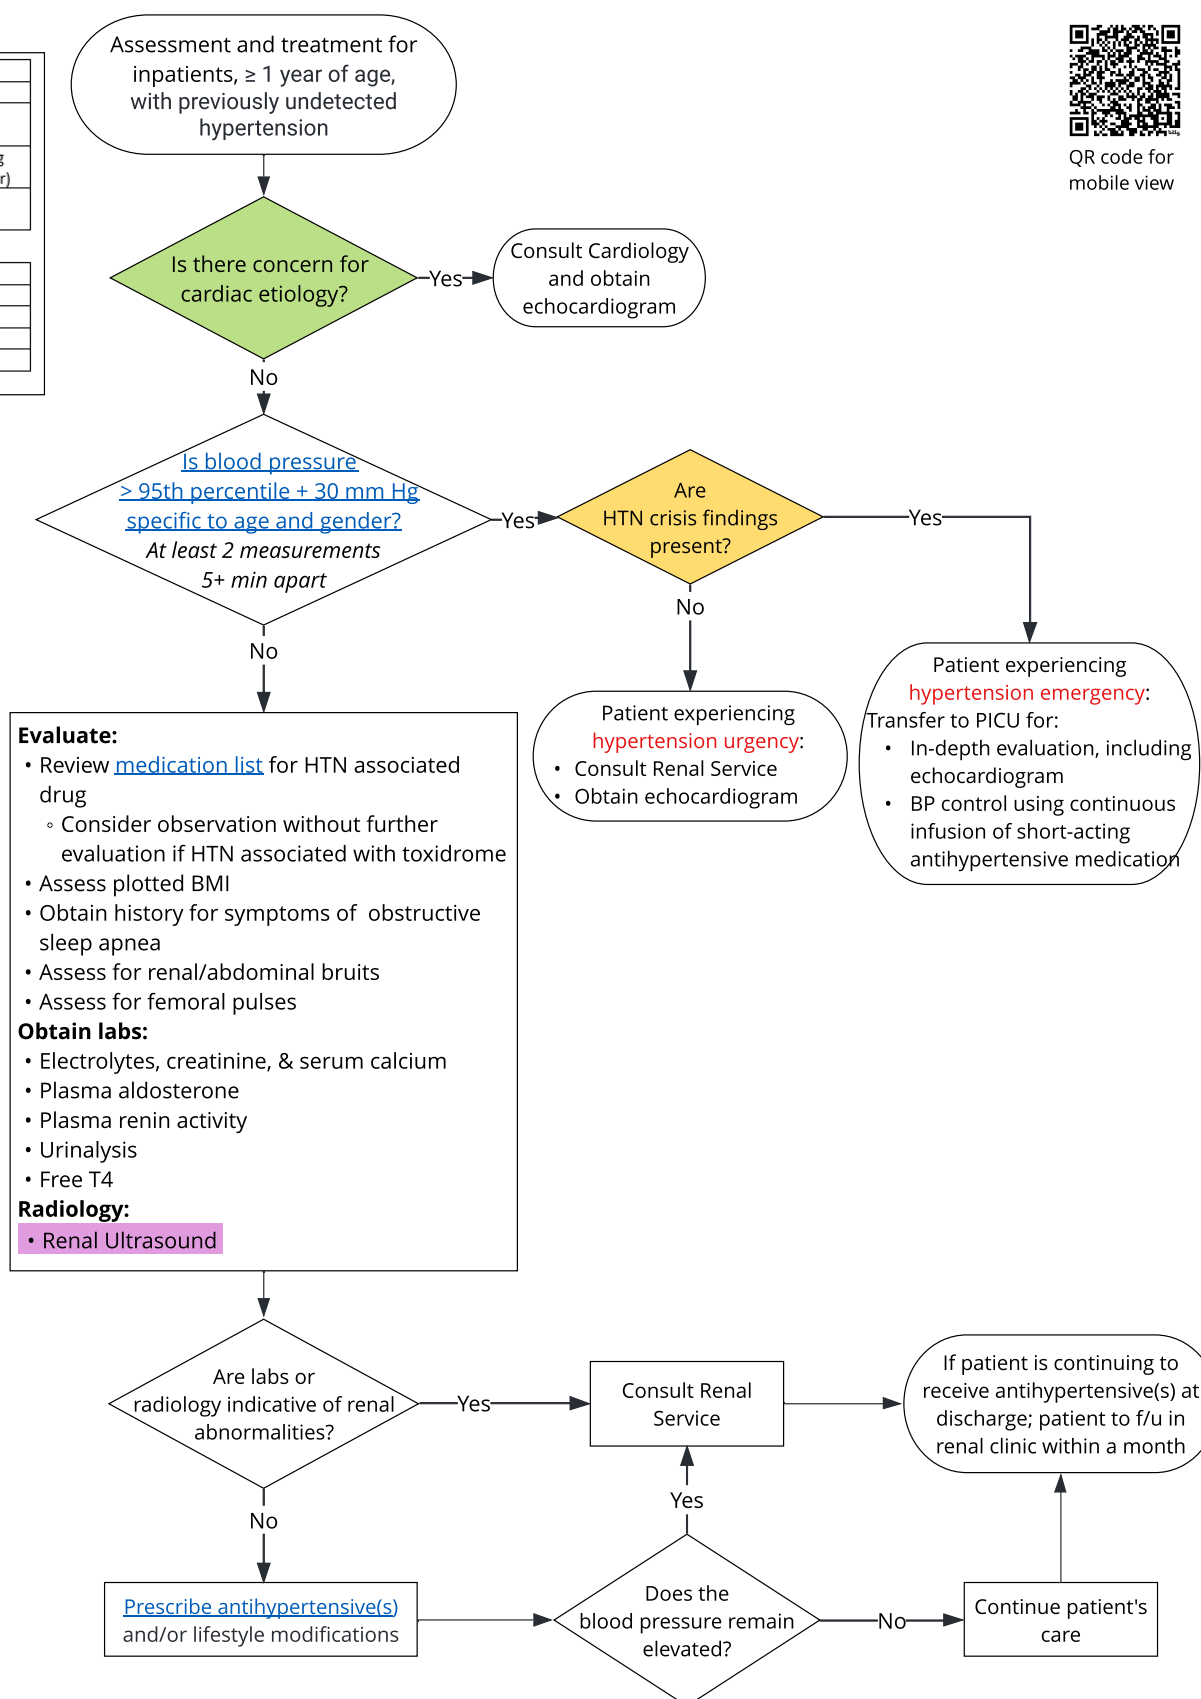 Assessment and treatment for
inpatients, ≥ 1 year of age,
with previously undetected
hypertension
QR code for
mobile view
r)
Is there concern for
cardiac etiology?
Yes
Consult Cardiology
and obtain
echocardiogram
No
Is blood pressure
> 95th percentile + 30 mm Hg
specific to age and gender?
At least 2 measurements
5+ min apart
Yes
Are
HTN crisis findings
present?
Yes
No
No
Patient experiencing
hypertension urgency:
• Consult Renal Service
• Obtain echocardiogram
Patient experiencing
hypertension emergency:
Transfer to PICU for:
• In-depth evaluation, including
echocardiogram
• BP control using continuous
infusion of short-acting
antihypertensive medication
Evaluate:
• Review medication list for HTN associated
drug
◦ Consider observation without further
evaluation if HTN associated with toxidrome
• Assess plotted BMI
• Obtain history for symptoms of obstructive
sleep apnea
• Assess for renal/abdominal bruits
• Assess for femoral pulses
Obtain labs:
• Electrolytes, creatinine, & serum calcium
• Plasma aldosterone
• Plasma renin activity
• Urinalysis
• Free T4
Radiology:
• Renal Ultrasound
Are labs or
radiology indicative of renal
abnormalities?
Yes
Consult Renal
Service
If patient is continuing to
receive antihypertensive(s) at
discharge; patient to f/u in
renal clinic within a month
No
Yes
Prescribe antihypertensive(s)
and/or lifestyle modifications
Does the
blood pressure remain
elevated?
No
Continue patient's
care